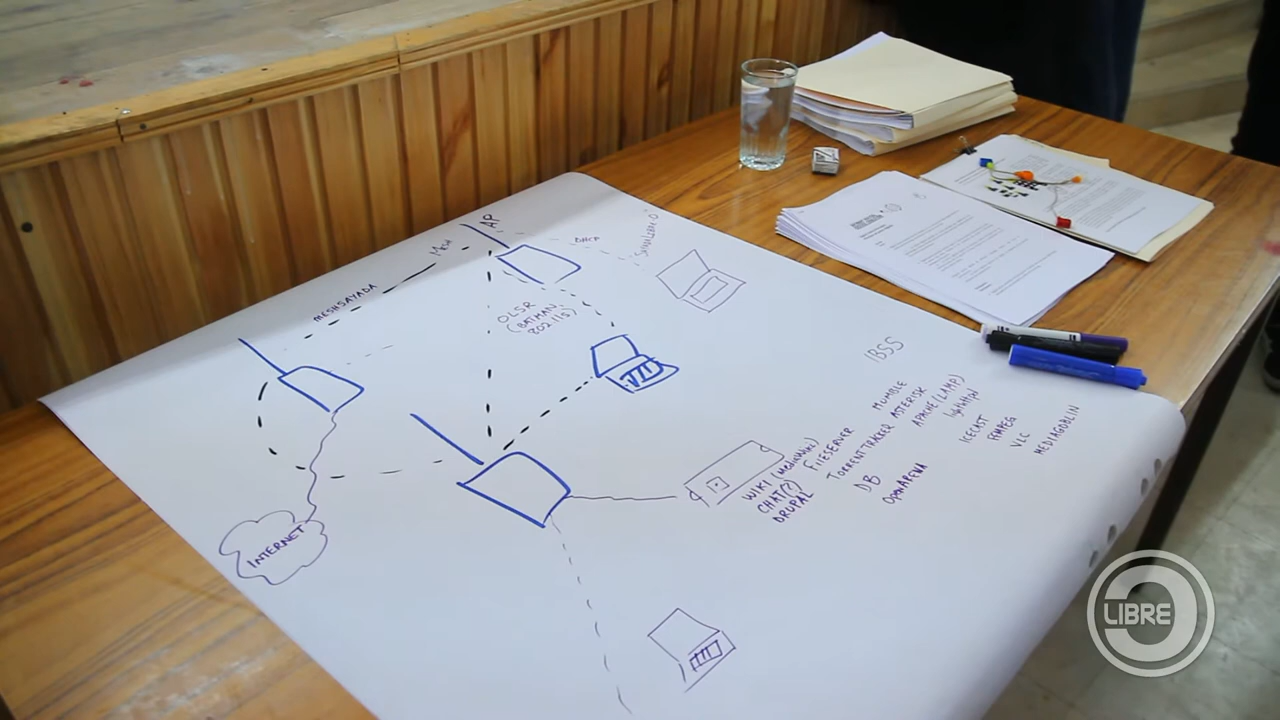 AP
MESH
MESHSAYADA
OLSR
(BATMAN,
802.11s)
INTERNET
IBSS
WIKI (mediawiki)
CHAT(?)
DRUPAL
FILESERVER
TORRENTTRACKER
DB
OpenARENA
MUMBLE
ASTERISK
APACHE (LAMP)
lighttpd
ICECAST
FFMPEG
VLC
MEDIAGOBLIN
LIBRE